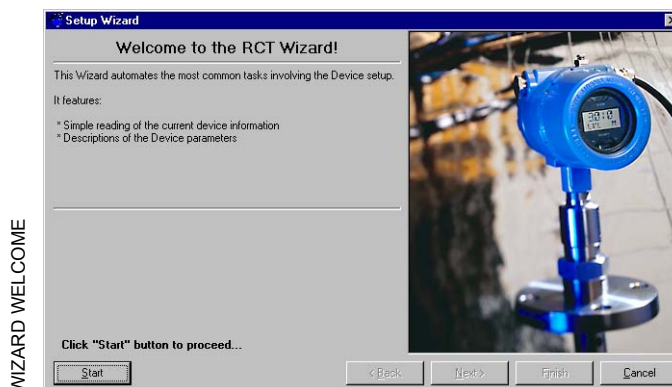 Setup Wizard
Welcome to the RCT Wizard!
This Wizard automates the most common tasks involving the Device setup.
It features:
* Simple reading of the current device information
* Descriptions of the Device parameters
Click "Start" button to proceed...
Start
< Back
Next >
Finish
Cancel
WIZARD WELCOME